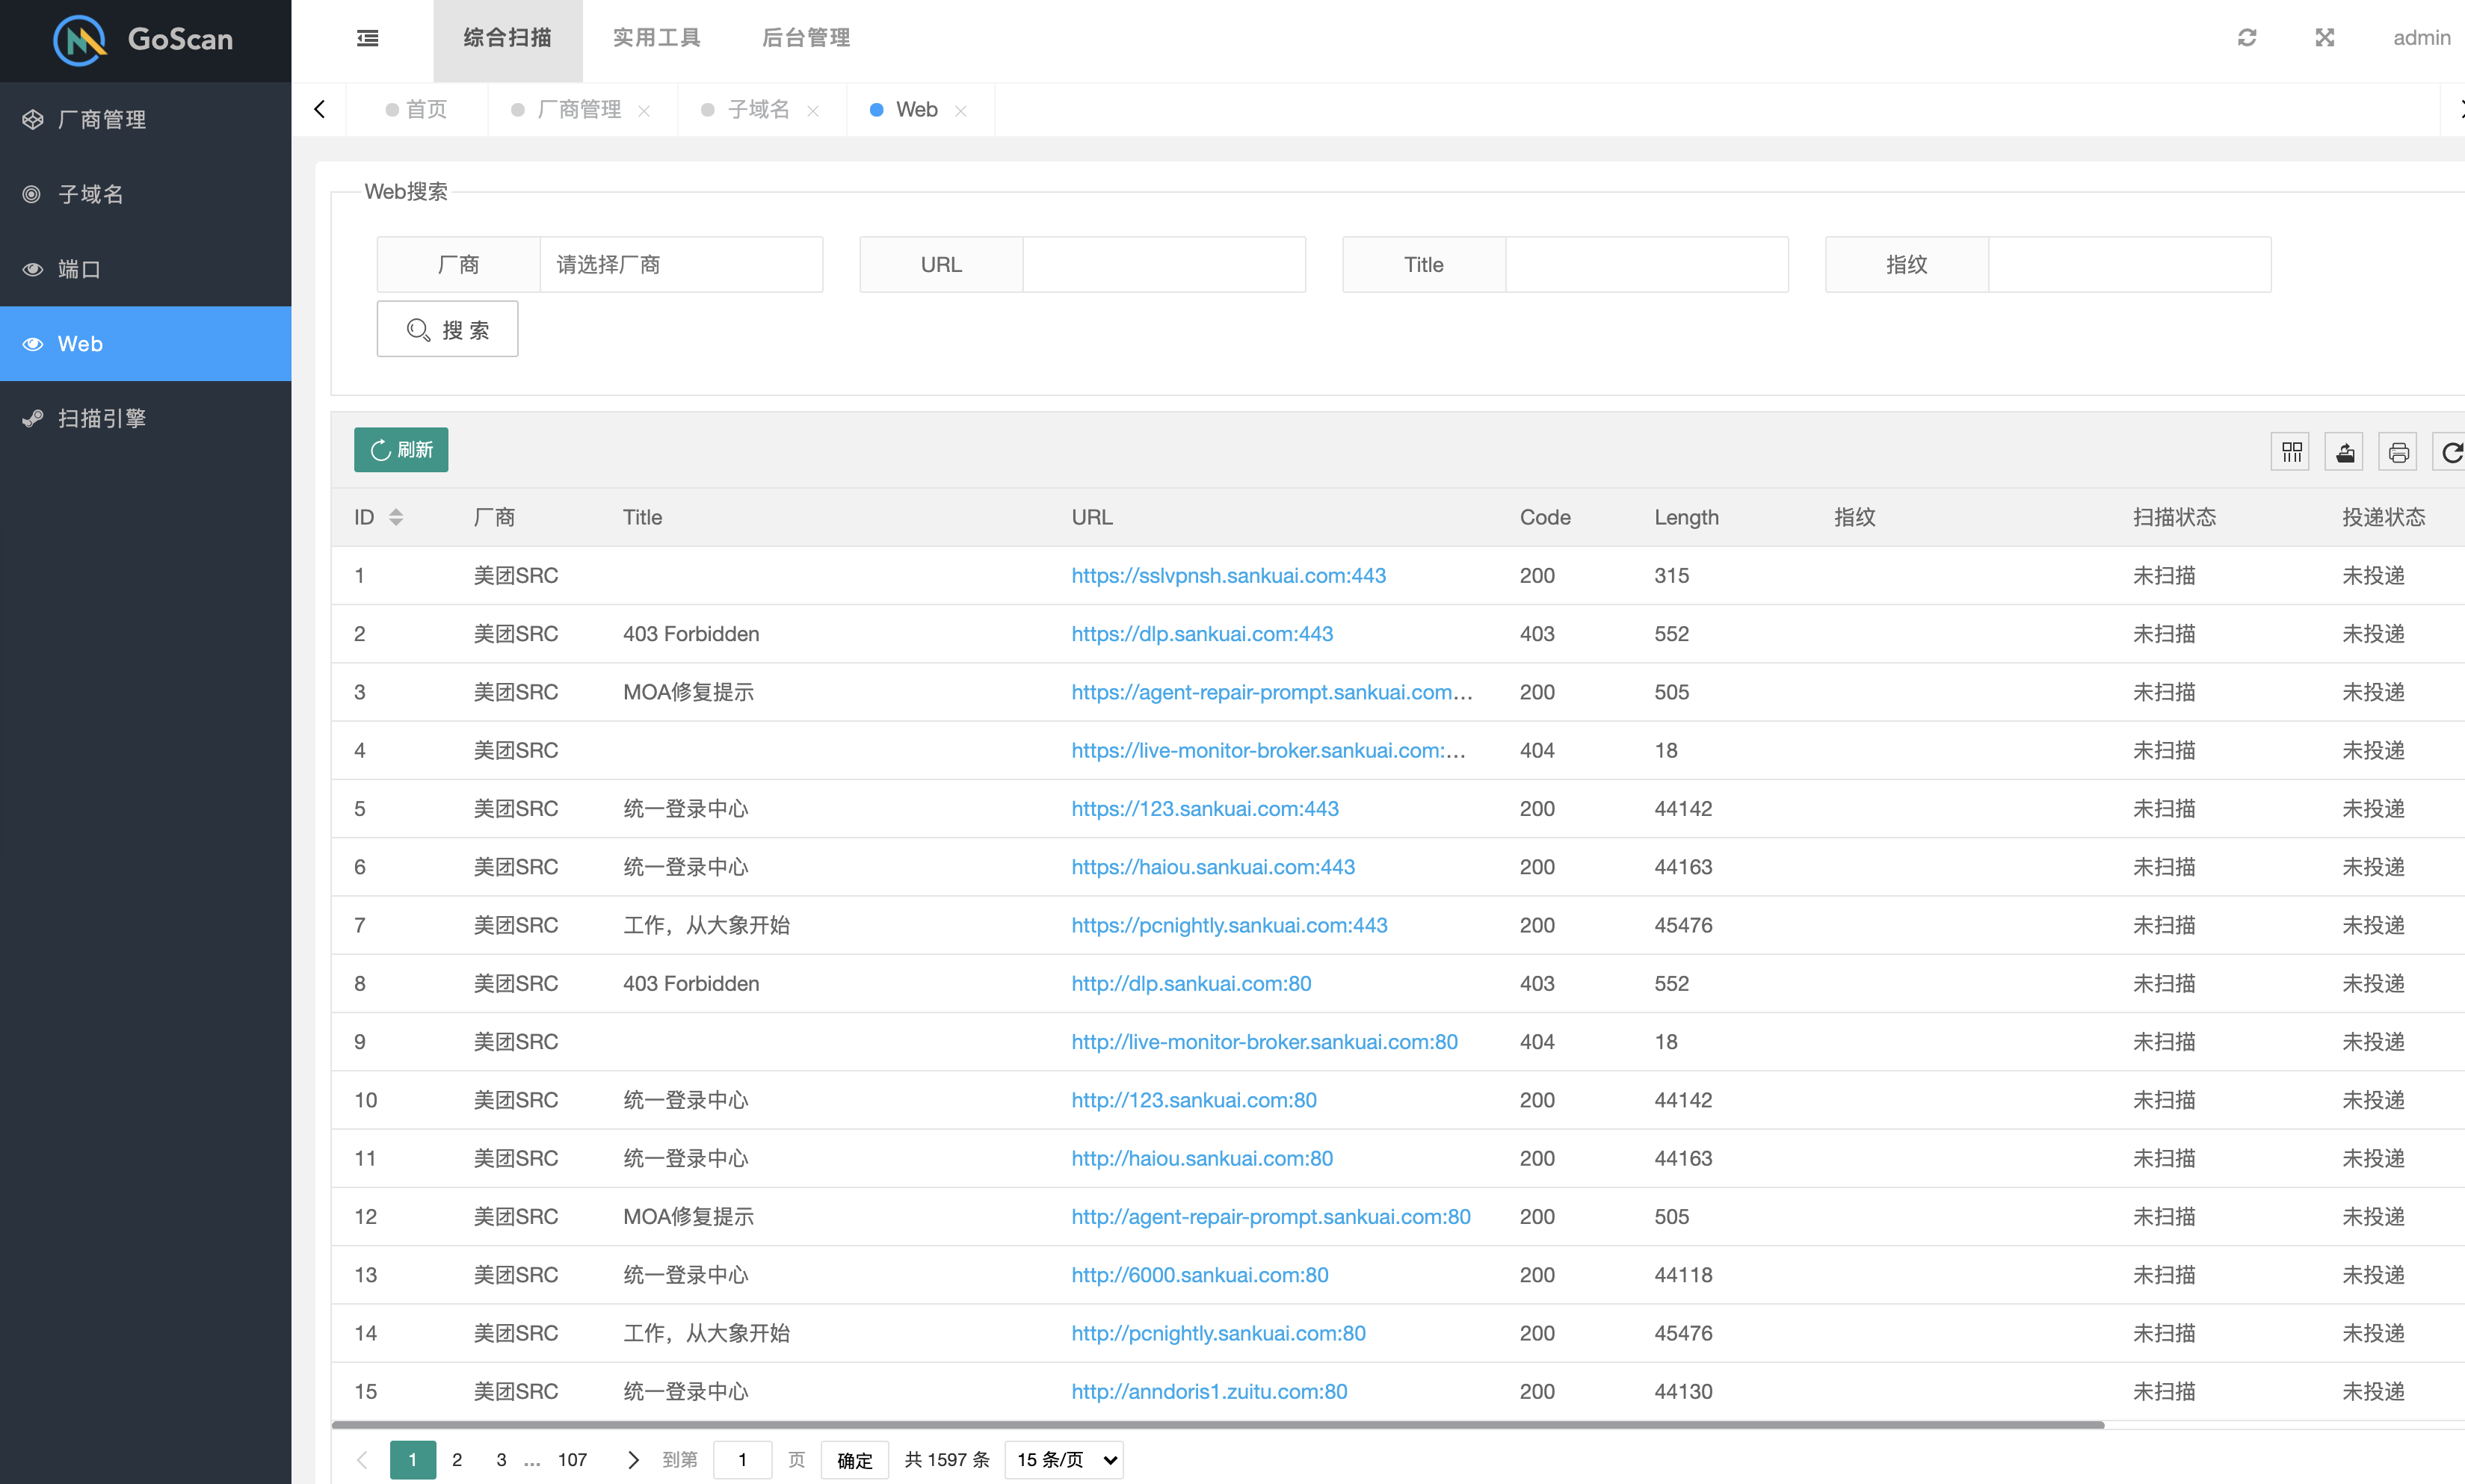 GoScan
综合扫描 实用工具 后台管理 admin
厂商管理
子域名
端口
Web
扫描引擎
首页 厂商管理 子域名 Web
Web搜索
厂商 请选择厂商 URL Title 指纹
搜 索
刷新
ID 厂商 Title URL Code Length 指纹 扫描状态 投递状态
1 美团SRC https://sslvpnsh.sankuai.com:443 200 315 未扫描 未投递
2 美团SRC 403 Forbidden https://dlp.sankuai.com:443 403 552 未扫描 未投递
3 美团SRC MOA修复提示 https://agent-repair-prompt.sankuai.com... 200 505 未扫描 未投递
4 美团SRC https://live-monitor-broker.sankuai.com:... 404 18 未扫描 未投递
5 美团SRC 统一登录中心 https://123.sankuai.com:443 200 44142 未扫描 未投递
6 美团SRC 统一登录中心 https://haiou.sankuai.com:443 200 44163 未扫描 未投递
7 美团SRC 工作，从大象开始 https://pcnightly.sankuai.com:443 200 45476 未扫描 未投递
8 美团SRC 403 Forbidden http://dlp.sankuai.com:80 403 552 未扫描 未投递
9 美团SRC http://live-monitor-broker.sankuai.com:80 404 18 未扫描 未投递
10 美团SRC 统一登录中心 http://123.sankuai.com:80 200 44142 未扫描 未投递
11 美团SRC 统一登录中心 http://haiou.sankuai.com:80 200 44163 未扫描 未投递
12 美团SRC MOA修复提示 http://agent-repair-prompt.sankuai.com:80 200 505 未扫描 未投递
13 美团SRC 统一登录中心 http://6000.sankuai.com:80 200 44118 未扫描 未投递
14 美团SRC 工作，从大象开始 http://pcnightly.sankuai.com:80 200 45476 未扫描 未投递
15 美团SRC 统一登录中心 http://anndoris1.zuitu.com:80 200 44130 未扫描 未投递
1 2 3 ... 107 到第 1 页 确定 共 1597 条 15 条/页